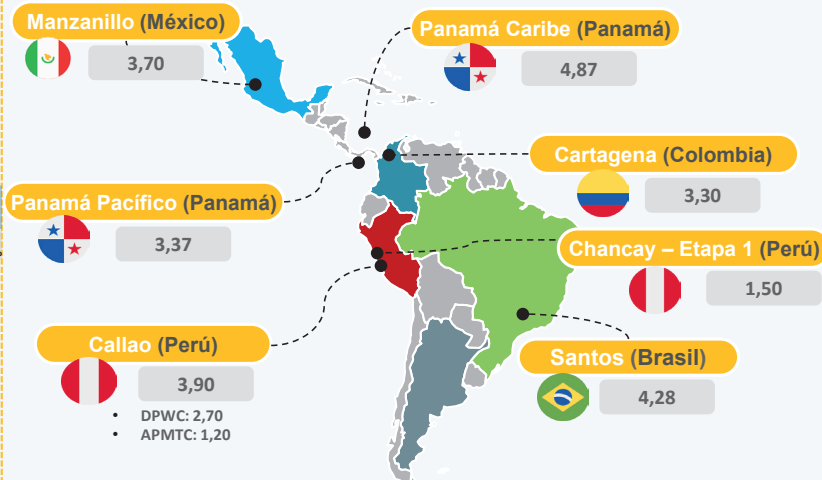 Manzanillo (México)
3,70
Panamá Caribe (Panamá)
4,87
Cartagena (Colombia)
3,30
Panamá Pacífico (Panamá)
3,37
Chancay – Etapa 1 (Perú)
1,50
Callao (Perú)
3,90
• DPWC: 2,70
• APMTC: 1,20
Santos (Brasil)
4,28